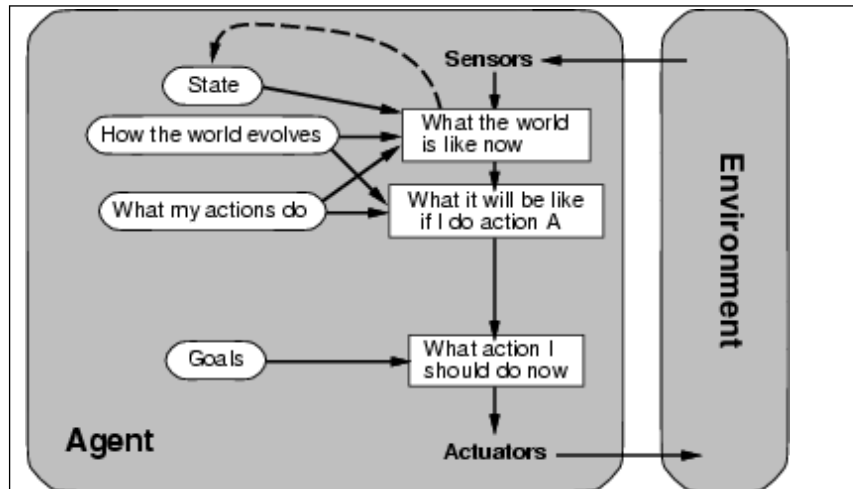 Sensors
State
What the world
is like now
How the world evolves
What it will be like
if I do action A
What my actions do
Environment
What action I
should do now
Goals
Agent
Actuators